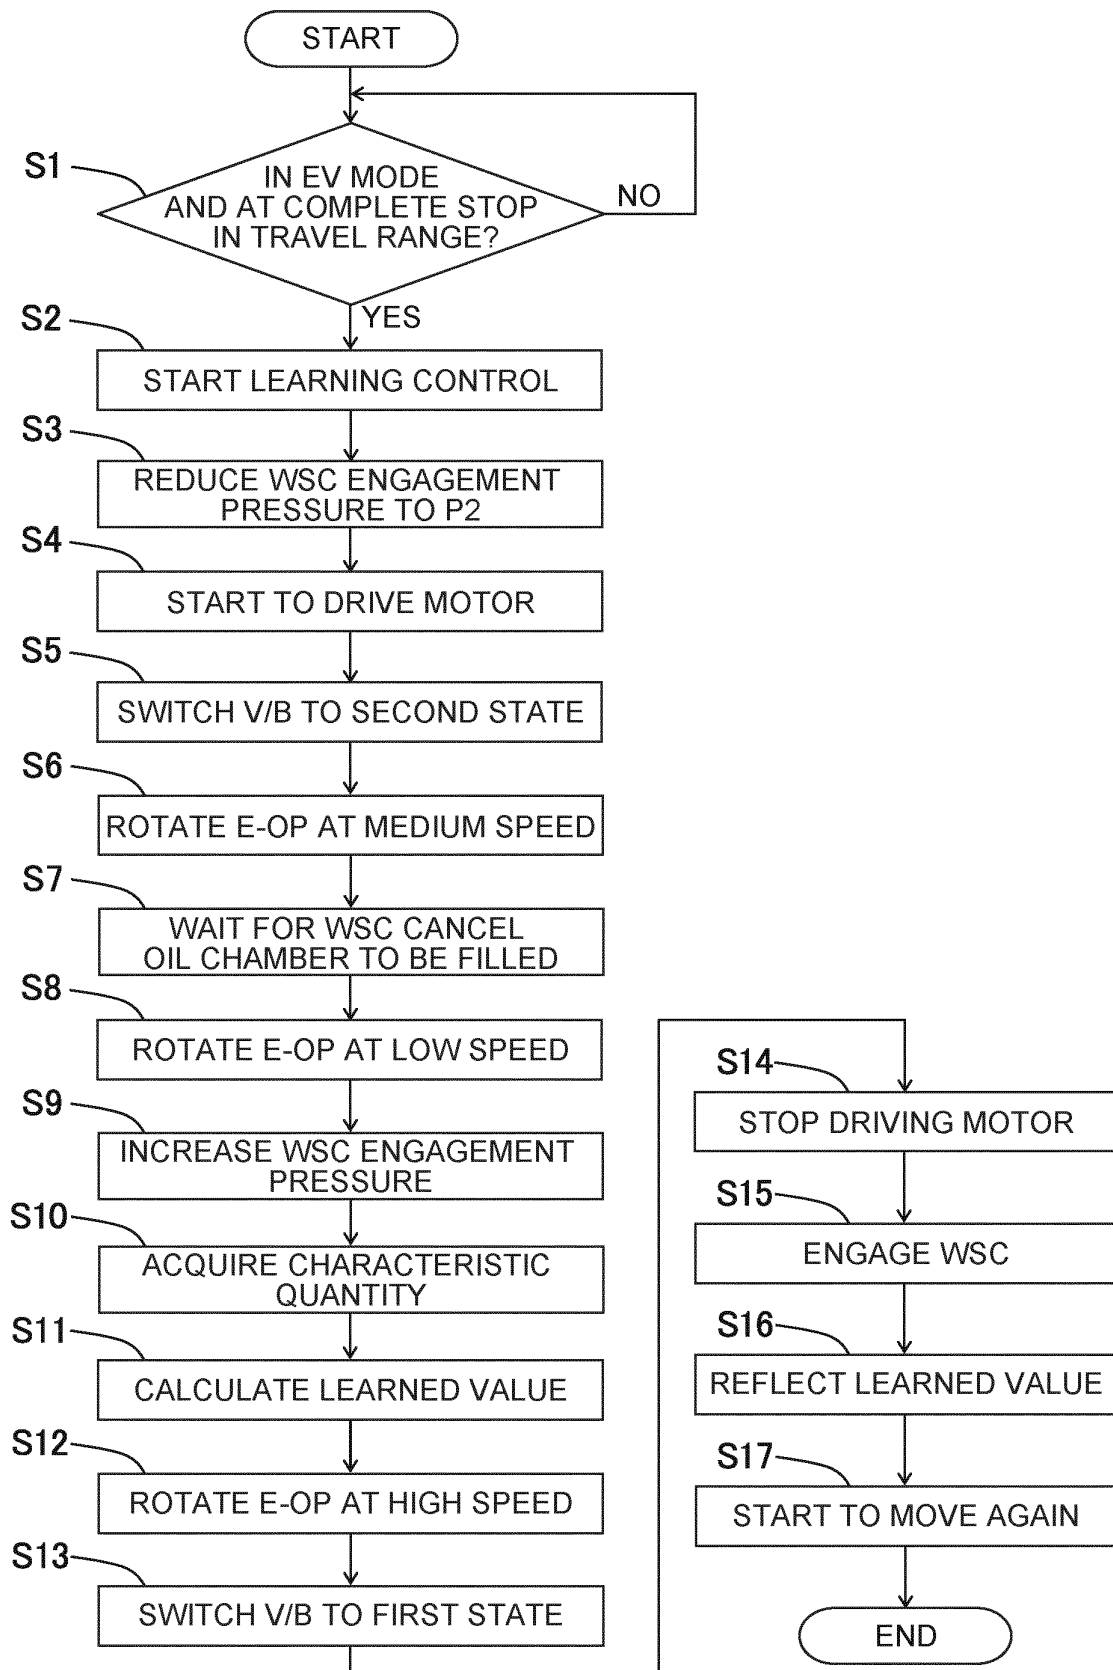 START
S1
IN EV MODE
AND AT COMPLETE STOP
IN TRAVEL RANGE?
NO
YES
S2
START LEARNING CONTROL
S3
REDUCE WSC ENGAGEMENT
PRESSURE TO P2
S4
START TO DRIVE MOTOR
S5
SWITCH V/B TO SECOND STATE
S6
ROTATE E-OP AT MEDIUM SPEED
S7
WAIT FOR WSC CANCEL
OIL CHAMBER TO BE FILLED
S8
ROTATE E-OP AT LOW SPEED
S9
INCREASE WSC ENGAGEMENT
PRESSURE
S10
ACQUIRE CHARACTERISTIC
QUANTITY
S11
CALCULATE LEARNED VALUE
S12
ROTATE E-OP AT HIGH SPEED
S13
SWITCH V/B TO FIRST STATE
S14
STOP DRIVING MOTOR
S15
ENGAGE WSC
S16
REFLECT LEARNED VALUE
S17
START TO MOVE AGAIN
END